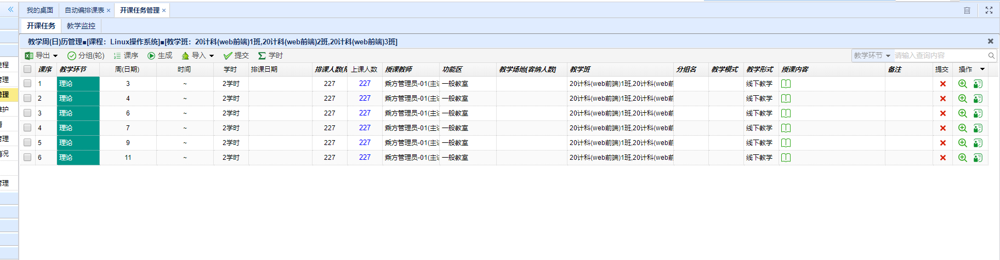 我的桌面 自动编排课表 × 开课任务管理 ×
开课任务 教学监控
教学周(日)历管理■[课程：Linux操作系统]■[教学班：20计科(web前端)1班,20计科(web前端)2班,20计科(web前端)3班]
导出 分组(轮) 课序 生成 导入 提交 学时 教学环节 请输入查询内容
课序 教学环节 周(日期) 时间 学时 排课日期 排课人数( 上课人数 授课教师 功能区 教学场地[容纳人数] 教学班 分组名 教学模式 教学形式 授课内容 备注 提交 操作
1 理论 3 ~ 2学时 227 227 乘方管理员-01(主 一般教室 20计科(web前端)1班,20计科(web前 线下教学
2 理论 4 ~ 2学时 227 227 乘方管理员-01(主 一般教室 20计科(web前端)1班,20计科(web前 线下教学
3 理论 6 ~ 2学时 227 227 乘方管理员-01(主 一般教室 20计科(web前端)1班,20计科(web前 线下教学
4 理论 7 ~ 2学时 227 227 乘方管理员-01(主 一般教室 20计科(web前端)1班,20计科(web前 线下教学
5 理论 9 ~ 2学时 227 227 乘方管理员-01(主 一般教室 20计科(web前端)1班,20计科(web前 线下教学
6 理论 11 ~ 2学时 227 227 乘方管理员-01(主 一般教室 20计科(web前端)1班,20计科(web前 线下教学
程
管理
管理
护
管理
情况
管理